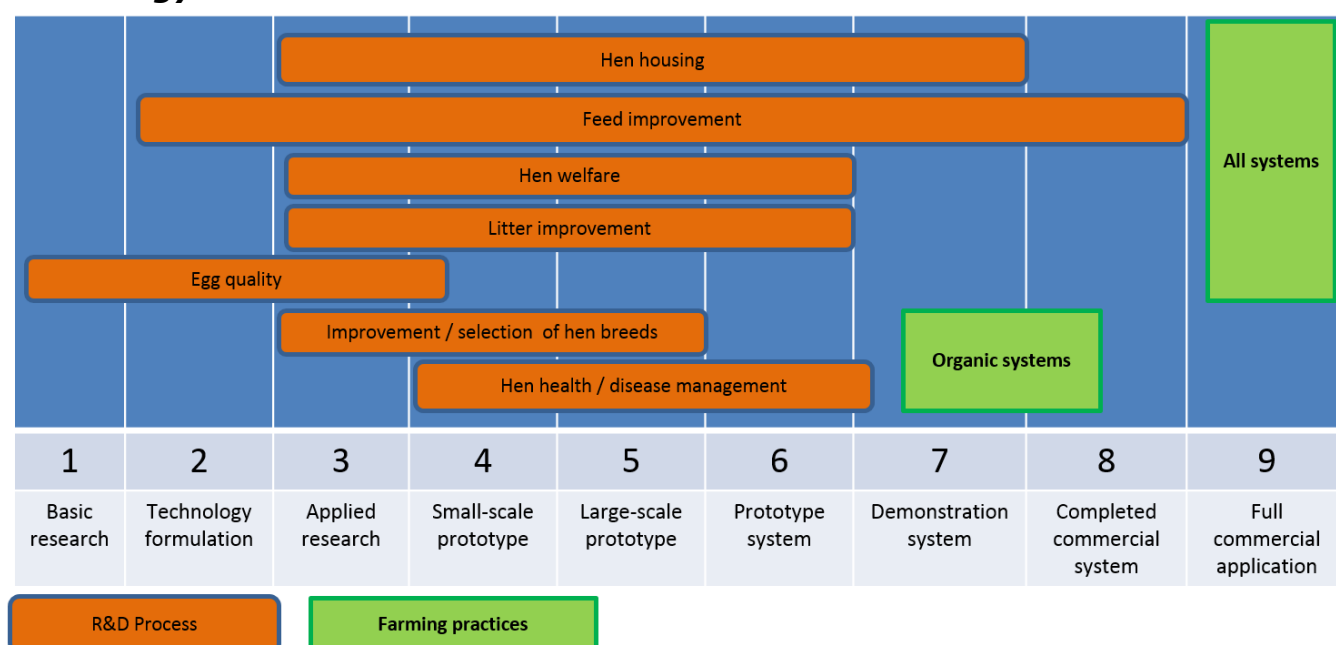 Hen housing
Feed improvement
All systems
Hen welfare
Litter improvement
Egg quality
Improvement / selection of hen breeds
Organic systems
Hen health / disease management
1 2 3 4 5 6 7 8 9
Basic research
Technology formulation
Applied research
Small-scale prototype
Large-scale prototype
Prototype system
Demonstration system
Completed commercial system
Full commercial application
R&D Process
Farming practices